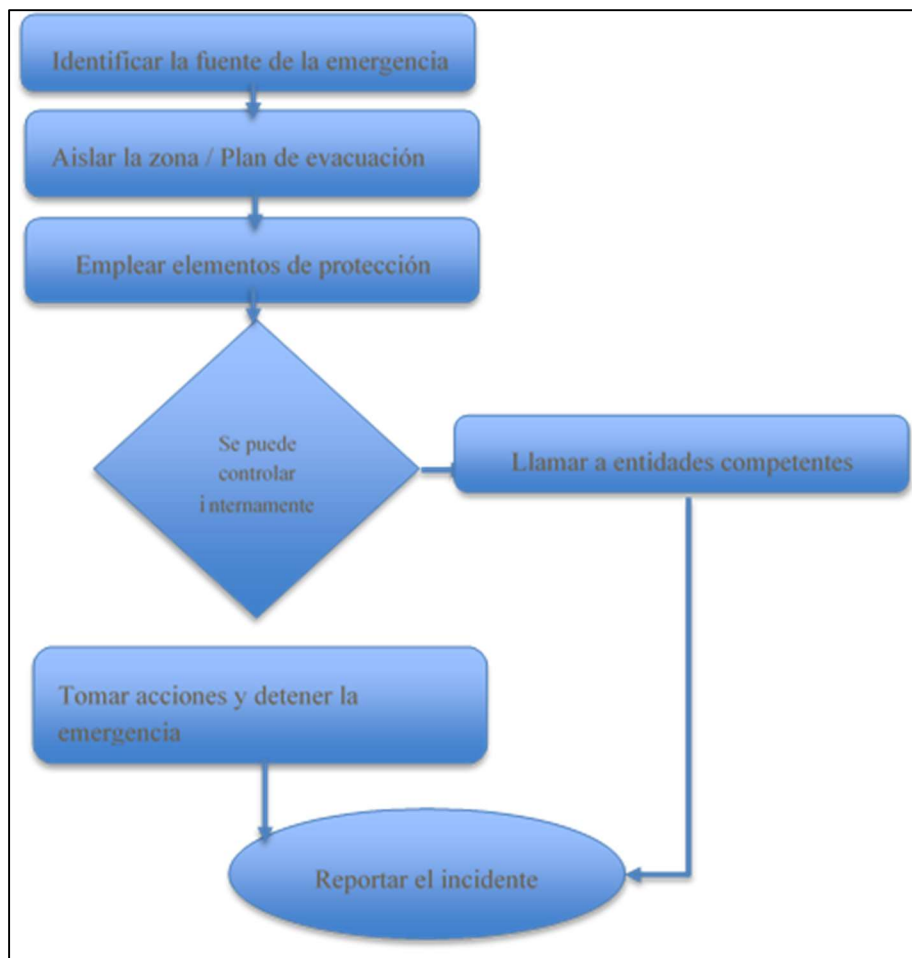 Identificar la fuente de la emergencia
Aislar la zona / Plan de evacuación
Emplear elementos de protección
Se puede
controlar
internamente
Llamar a entidades competentes
Tomar acciones y detener la
emergencia
Reportar el incidente